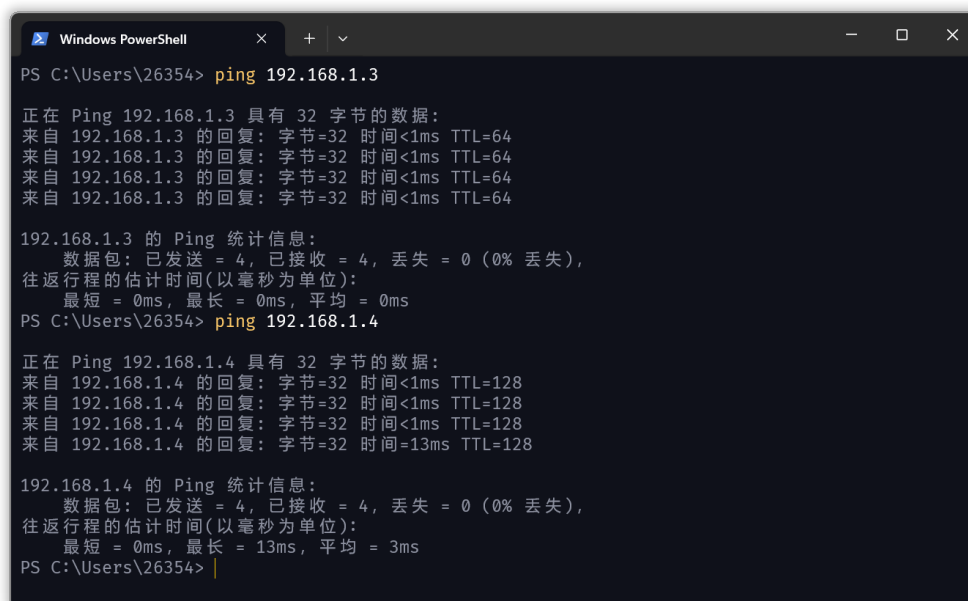 Windows PowerShell
PS C:\Users\26354> ping 192.168.1.3
正在 Ping 192.168.1.3 具有 32 字节的数据:
来自 192.168.1.3 的回复: 字节=32 时间<1ms TTL=64
来自 192.168.1.3 的回复: 字节=32 时间<1ms TTL=64
来自 192.168.1.3 的回复: 字节=32 时间<1ms TTL=64
来自 192.168.1.3 的回复: 字节=32 时间<1ms TTL=64
192.168.1.3 的 Ping 统计信息:
    数据包: 已发送 = 4, 已接收 = 4, 丢失 = 0 (0% 丢失),
往返行程的估计时间(以毫秒为单位):
    最短 = 0ms, 最长 = 0ms, 平均 = 0ms
PS C:\Users\26354> ping 192.168.1.4
正在 Ping 192.168.1.4 具有 32 字节的数据:
来自 192.168.1.4 的回复: 字节=32 时间<1ms TTL=128
来自 192.168.1.4 的回复: 字节=32 时间<1ms TTL=128
来自 192.168.1.4 的回复: 字节=32 时间<1ms TTL=128
来自 192.168.1.4 的回复: 字节=32 时间=13ms TTL=128
192.168.1.4 的 Ping 统计信息:
    数据包: 已发送 = 4, 已接收 = 4, 丢失 = 0 (0% 丢失),
往返行程的估计时间(以毫秒为单位):
    最短 = 0ms, 最长 = 13ms, 平均 = 3ms
PS C:\Users\26354>